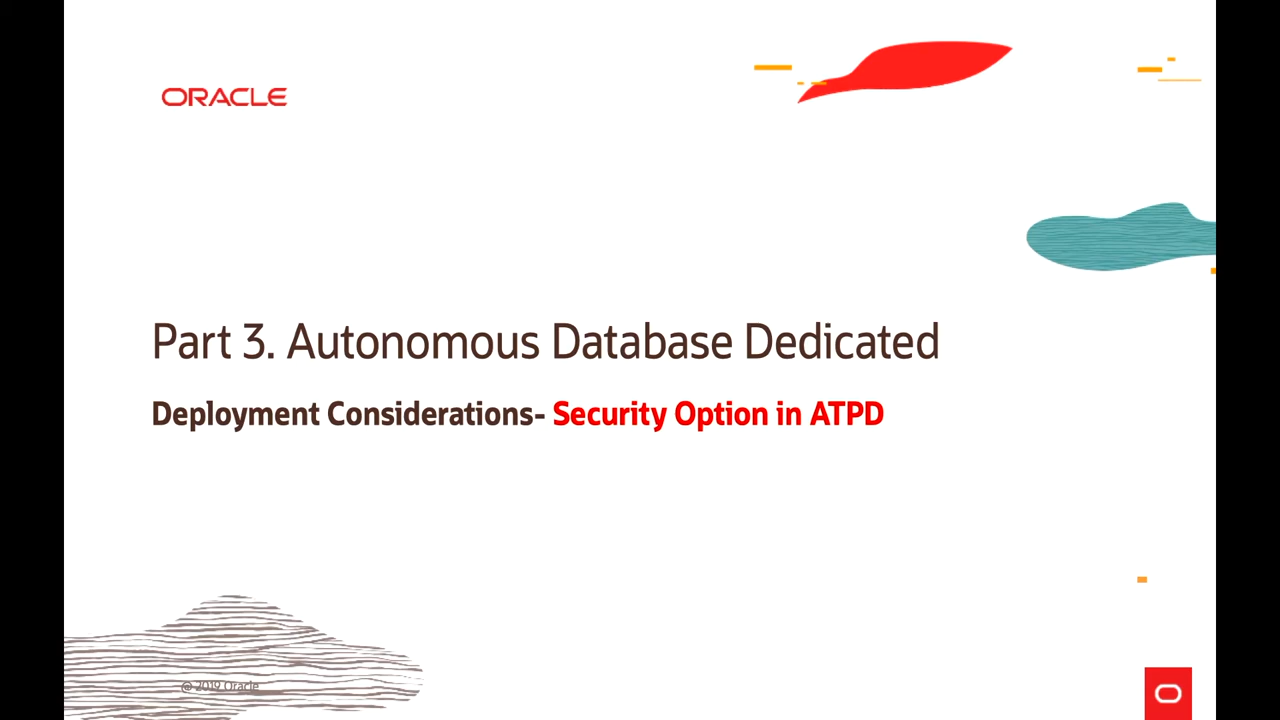 ORACLE
Part 3. Autonomous Database Dedicated
Deployment Considerations- Security Option in ATPD
@ 2019 Oracle